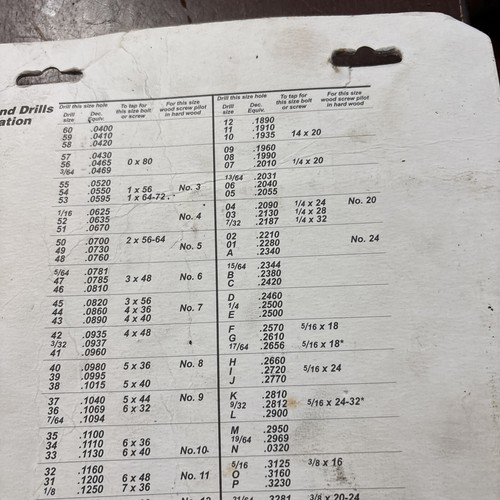 nd Drills
ation
Drill this size hole
Drill size
Dec. Equiv.
To tap for
this size bolt
or screw
For this size
wood screw pilot
in hard wood
60 .0400
59 .0410
58 .0420
57 .0430
56 .0465 0 x 80
3/64 .0469
55 .0520
54 .0550 1 x 56 No. 3
53 .0595 1 x 64-72
1/16 .0625
52 .0635 No. 4
51 .0670
50 .0700 2 x 56-64
49 .0730 No. 5
48 .0760
5/64 .0781
47 .0785 3 x 48 No. 6
46 .0810
45 .0820 3 x 56
44 .0860 4 x 36 No. 7
43 .0890 4 x 40
42 .0935 4 x 48
3/32 .0937
41 .0960
40 .0980 5 x 36 No. 8
39 .0995
38 .1015 5 x 40
37 .1040 5 x 44 No. 9
36 .1069 6 x 32
7/64 .1094
35 .1100
34 .1110 6 x 36
33 .1130 6 x 40 No.10
32 .1160
31 .1200 6 x 48 No. 11
1/8 .1250 7 x 36
Drill this size hole
Drill size
Dec. Equiv.
To tap for
this size bolt
or screw
For this size
wood screw pilot
in hard wood
12 .1890
11 .1910
10 .1935 14 x 20
09 .1960
08 .1990
07 .2010 1/4 x 20
13/64 .2031
06 .2040
05 .2055
04 .2090 1/4 x 24 No. 20
03 .2130 1/4 x 28
7/32 .2187 1/4 x 32
02 .2210
01 .2280 No. 24
A .2340
15/64 .2344
B .2380
C .2420
D .2460
1/4 .2500
E .2500
F .2570 5/16 x 18
G .2610
17/64 .2656 5/16 x 18*
H .2660
I .2720 5/16 x 24
J .2770
K .2810
9/32 .2812 5/16 x 24-32*
L .2900
M .2950
19/64 .2969
N .0320
5/16 .3125 3/8 x 16
O .3160
P .3230
21/64 .3281 3/8 x 20-24